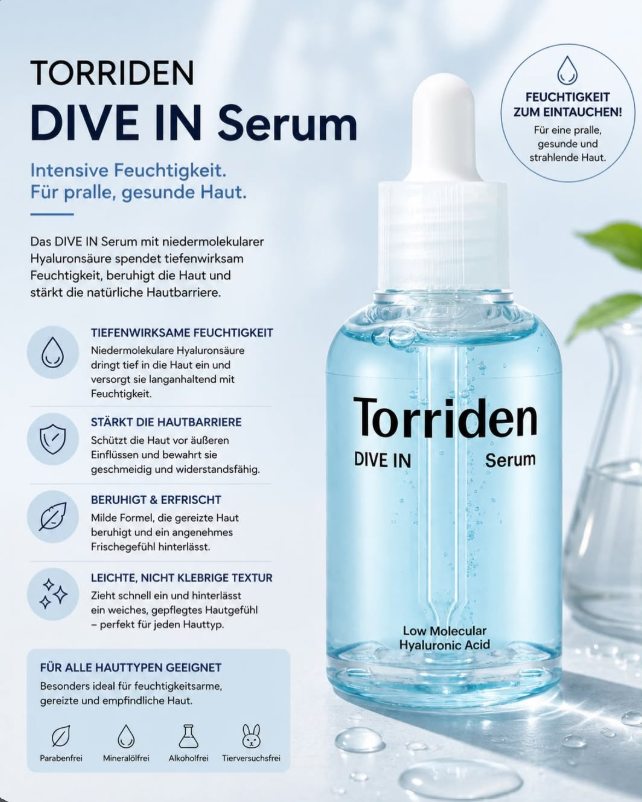 TORRIDEN
DIVE IN Serum
Intensive Feuchtigkeit.
Für pralle, gesunde Haut.
Das DIVE IN Serum mit niedermolekularer
Hyaluronsäure spendet tiefenwirksam
Feuchtigkeit, beruhigt die Haut und
stärkt die natürliche Hautbarriere.
TIEFENWIRKSAME FEUCHTIGKEIT
Niedermolekulare Hyaluronsäure
dringt tief in die Haut ein und
versorgt sie langanhaltend mit
Feuchtigkeit.
STÄRKT DIE HAUTBARRIERE
Schützt die Haut vor äußeren
Einflüssen und bewahrt sie
geschmeidig und widerstandsfähig.
BERUHIGT & ERFRISCHT
Milde Formel, die gereizte Haut
beruhigt und ein angenehmes
Frischegefühl hinterlässt.
LEICHTE, NICHT KLEBRIGE TEXTUR
Zieht schnell ein und hinterlässt
ein weiches, gepflegtes Hautgefühl
– perfekt für jeden Hauttyp.
FÜR ALLE HAUTTYPEN GEEIGNET
Besonders ideal für feuchtigkeitsarme,
gereizte und empfindliche Haut.
Parabenfrei Mineralölfrei Alkoholfrei Tierversuchsfrei
FEUCHTIGKEIT
ZUM EINTAUCHEN!
Für eine pralle,
gesunde und
strahlende Haut.
Torriden
DIVE IN Serum
Low Molecular
Hyaluronic Acid